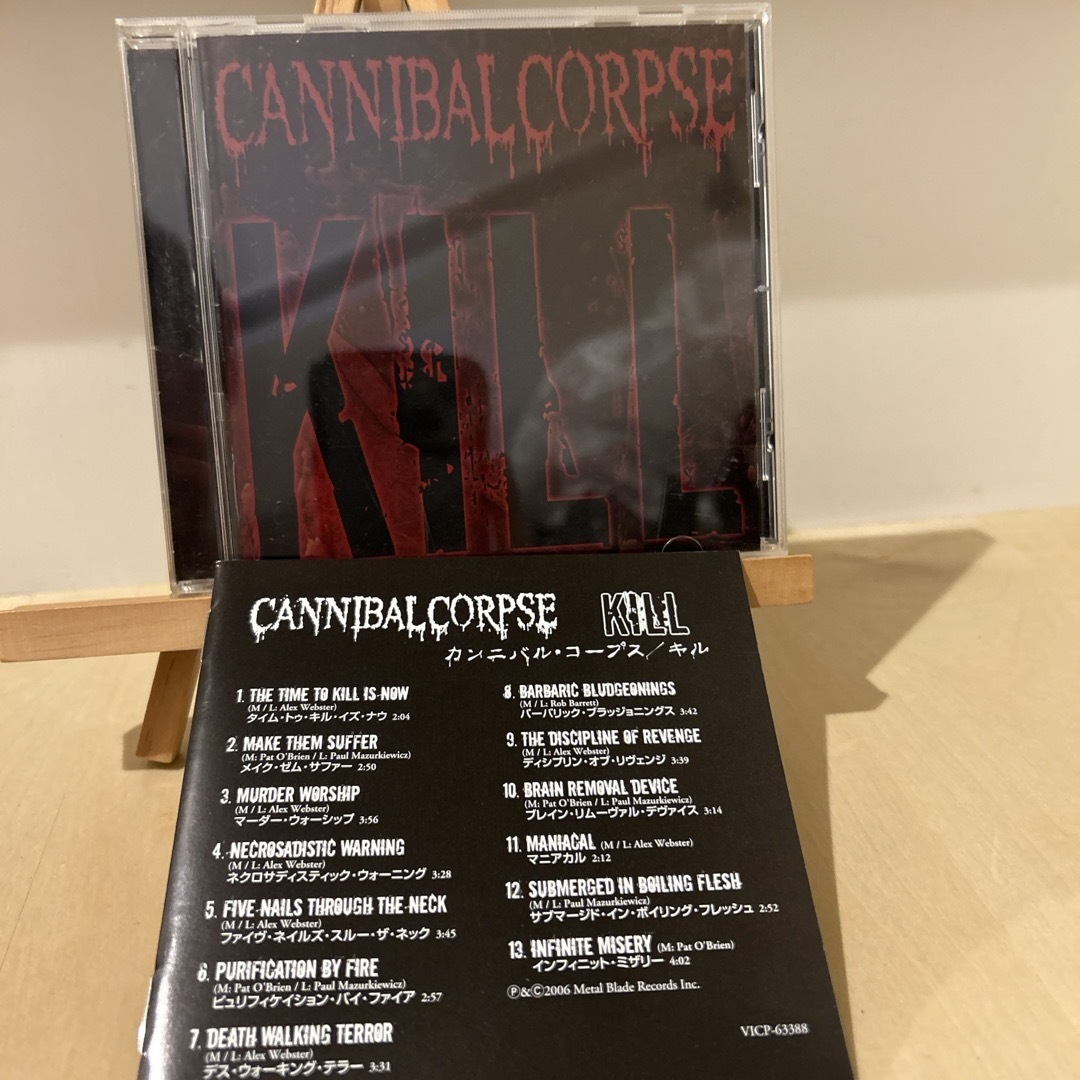 CANNIBAL CORPSE
KILL
CANNIBAL CORPSE KILL
カンニバル・コープス／キル
1. THE TIME TO KILL IS NOW
(M / L: Alex Webster)
タイム・トゥ・キル・イズ・ナウ 2:04
2. MAKE THEM SUFFER
(M: Pat O'Brien / L: Paul Mazurkiewicz)
メイク・ゼム・サファー 2:50
3. MURDER WORSHIP
(M / L: Alex Webster)
マーダー・ウォーシップ 3:56
4. NECROSADISTIC WARNING
(M / L: Alex Webster)
ネクロサディスティック・ウォーニング 3:28
5. FIVE NAILS THROUGH THE NECK
(M / L: Alex Webster)
ファイヴ・ネイルズ・スルー・ザ・ネック 3:45
6. PURIFICATION BY FIRE
(M: Pat O'Brien / L: Paul Mazurkiewicz)
ピュリフィケイション・バイ・ファイア 2:57
7. DEATH WALKING TERROR
(M / L: Alex Webster)
デス・ウォーキング・テラー 3:31
8. BARBARIC BLUDGEONINGS
(M / L: Rob Barrett)
バーバリック・ブラッジョニングス 3:42
9. THE DISCIPLINE OF REVENGE
(M / L: Alex Webster)
ディシプリン・オブ・リヴェンジ 3:39
10. BRAIN REMOVAL DEVICE
(M: Pat O'Brien / L: Paul Mazurkiewicz)
ブレイン・リムーヴァル・デヴァイス 3:14
11. MANIACAL (M / L: Alex Webster)
マニアカル 2:12
12. SUBMERGED IN BOILING FLESH
(M / L: Paul Mazurkiewicz)
サブマージド・イン・ボイリング・フレッシュ 2:52
13. INFINITE MISERY (M: Pat O'Brien)
インフィニット・ミザリー 4:02
Ⓟ&©2006 Metal Blade Records Inc.
VICP-63388